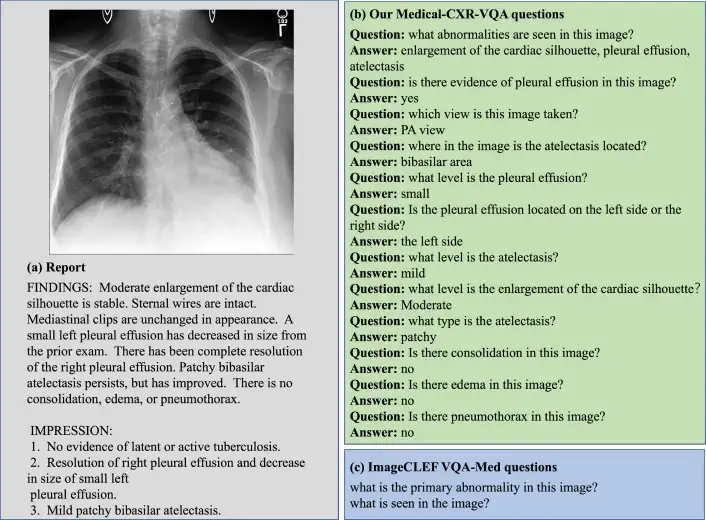 L
(a) Report
FINDINGS: Moderate enlargement of the cardiac
silhouette is stable. Sternal wires are intact.
Mediastinal clips are unchanged in appearance. A
small left pleural effusion has decreased in size from
the prior exam. There has been complete resolution
of the right pleural effusion. Patchy bibasilar
atelectasis persists, but has improved. There is no
consolidation, edema, or pneumothorax.
IMPRESSION:
1. No evidence of latent or active tuberculosis.
2. Resolution of right pleural effusion and decrease
in size of small left
pleural effusion.
3. Mild patchy bibasilar atelectasis.
(b) Our Medical-CXR-VQA questions
Question: what abnormalities are seen in this image?
Answer: enlargement of the cardiac silhouette, pleural effusion,
atelectasis
Question: is there evidence of pleural effusion in this image?
Answer: yes
Question: which view is this image taken?
Answer: PA view
Question: where in the image is the atelectasis located?
Answer: bibasilar area
Question: what level is the pleural effusion?
Answer: small
Question: Is the pleural effusion located on the left side or the
right side?
Answer: the left side
Question: what level is the atelectasis?
Answer: mild
Question: what level is the enlargement of the cardiac silhouette?
Answer: Moderate
Question: what type is the atelectasis?
Answer: patchy
Question: Is there consolidation in this image?
Answer: no
Question: Is there edema in this image?
Answer: no
Question: Is there pneumothorax in this image?
Answer: no
(c) ImageCLEF VQA-Med questions
what is the primary abnormality in this image?
what is seen in the image?